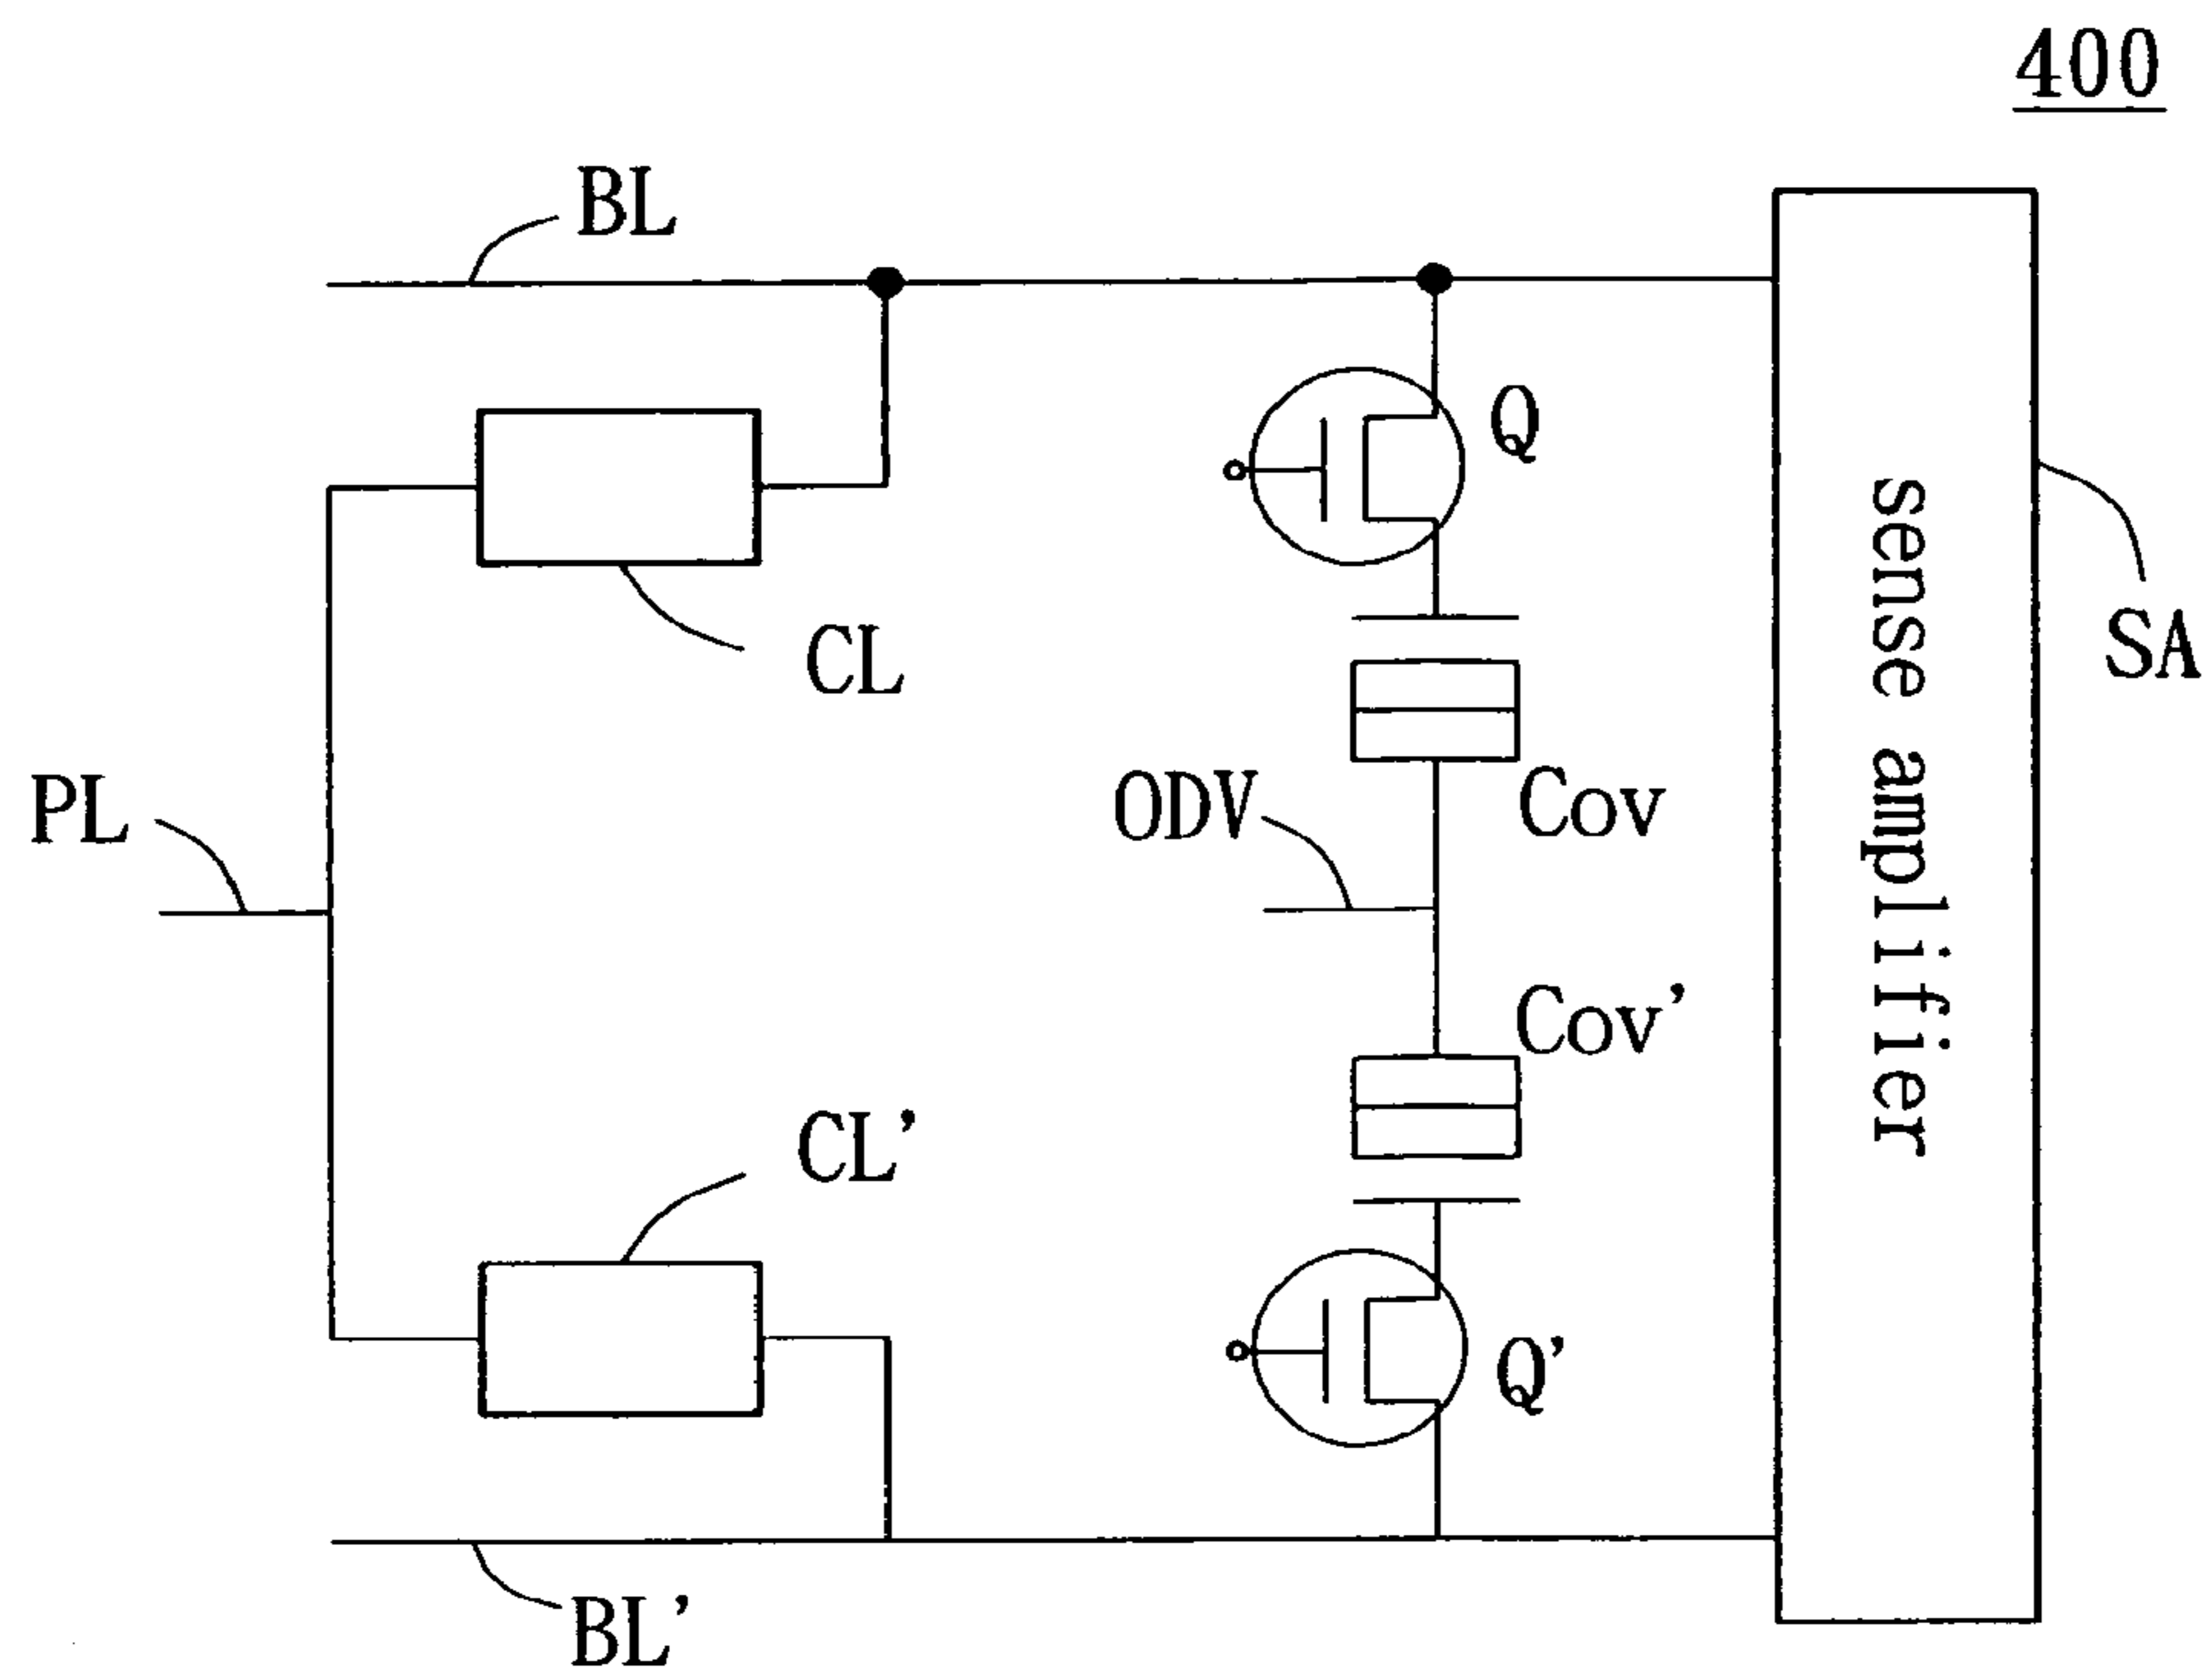 400
BL
Q
CL
SA
sense amplifier
PL
ODV
Cov
Cov'
CL'
Q'
BL'